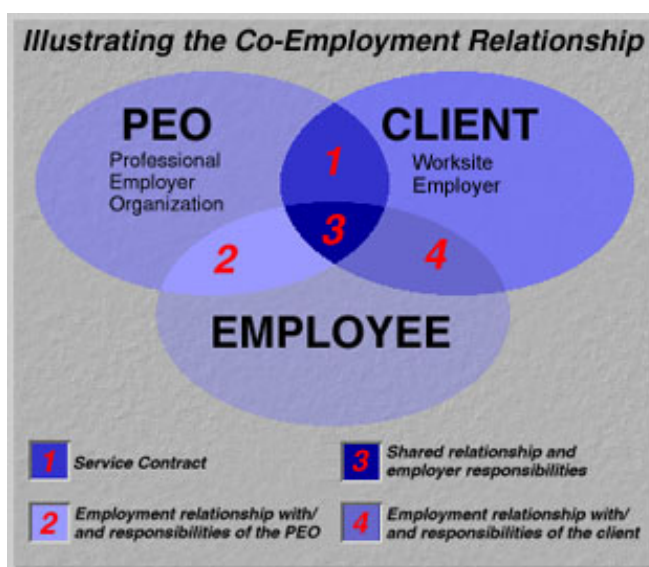 Illustrating the Co-Employment Relationship
PEO
Professional
Employer
Organization
CLIENT
Worksite
Employer
1
2
3
4
EMPLOYEE
1 Service Contract
3 Shared relationship and
employer responsibilities
2 Employment relationship with/
and responsibilities of the PEO
4 Employment relationship with/
and responsibilities of the client